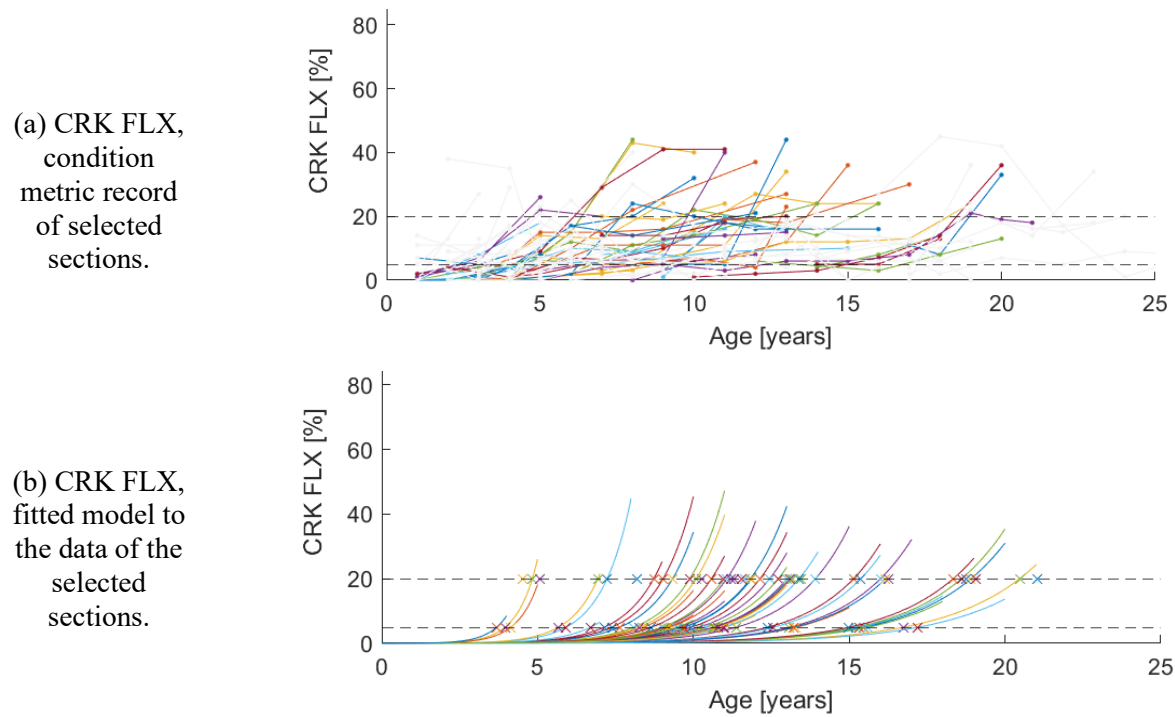 (a) CRK FLX,
condition
metric record
of selected
sections.
CRK FLX [%]
80
60
40
20
0
0 5 10 15 20 25
Age [years]
(b) CRK FLX,
fitted model to
the data of the
selected
sections.
CRK FLX [%]
80
60
40
20
0
0 5 10 15 20 25
Age [years]